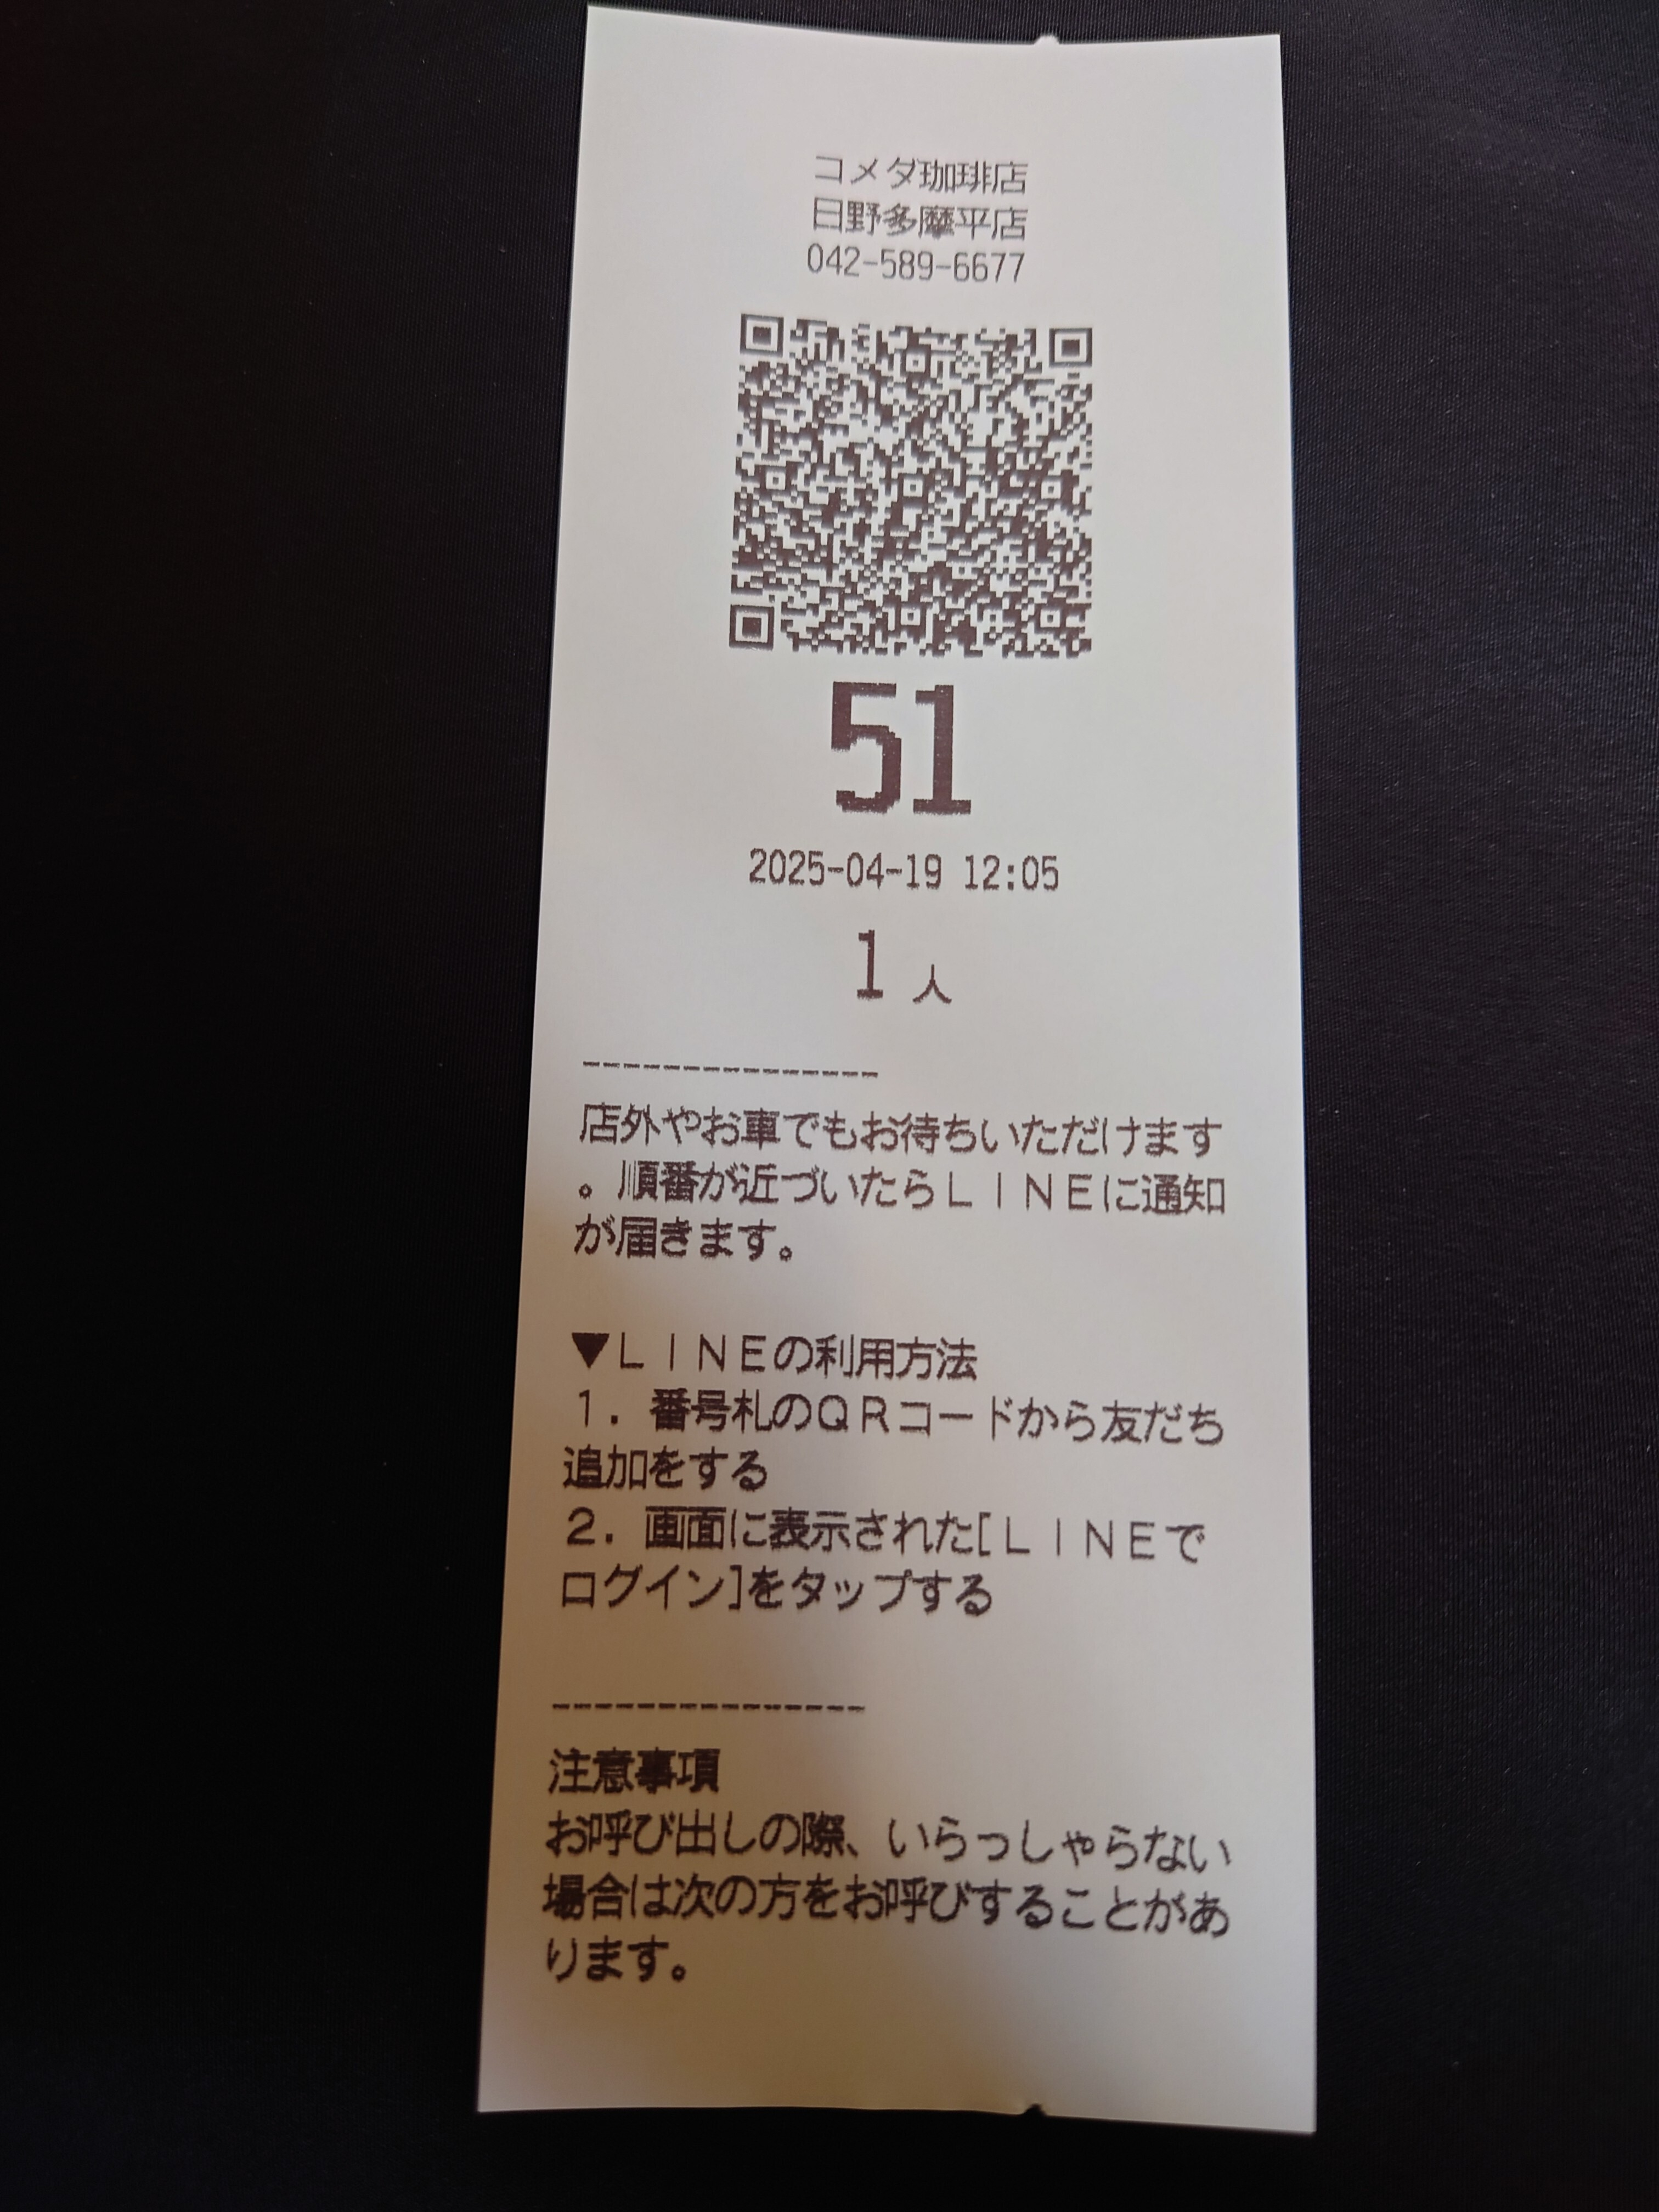 コメダ珈琲店
日野多摩平店
042-589-6677
51
2025-04-19 12:05
1 人
---------------
店外やお車でもお待ちいただけます
。順番が近づいたらＬＩＮＥに通知
が届きます。
▼ＬＩＮＥの利用方法
１．番号札のＱＲコードから友だち
追加をする
２．画面に表示された[ＬＩＮＥで
ログイン]をタップする
---------------
注意事項
お呼び出しの際、いらっしゃらない
場合は次の方をお呼びすることがあ
ります。